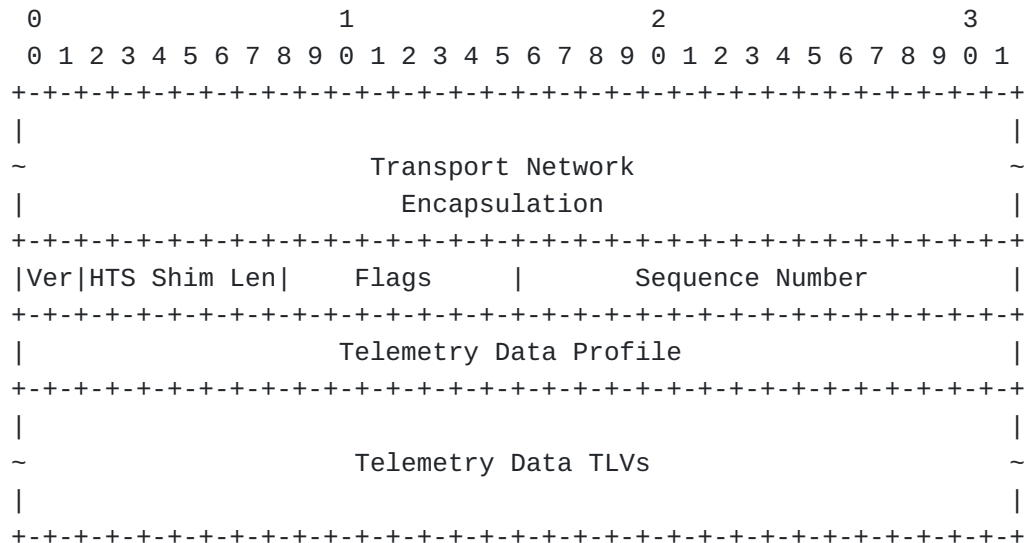 0                   1                   2                   3
 0 1 2 3 4 5 6 7 8 9 0 1 2 3 4 5 6 7 8 9 0 1 2 3 4 5 6 7 8 9 0 1
+-+-+-+-+-+-+-+-+-+-+-+-+-+-+-+-+-+-+-+-+-+-+-+-+-+-+-+-+-+-+-+-+
|                                                               |
~                      Transport Network                        ~
|                        Encapsulation                          |
+-+-+-+-+-+-+-+-+-+-+-+-+-+-+-+-+-+-+-+-+-+-+-+-+-+-+-+-+-+-+-+-+
|Ver|HTS Shim Len|    Flags     |       Sequence Number         |
+-+-+-+-+-+-+-+-+-+-+-+-+-+-+-+-+-+-+-+-+-+-+-+-+-+-+-+-+-+-+-+-+
|                    Telemetry Data Profile                     |
+-+-+-+-+-+-+-+-+-+-+-+-+-+-+-+-+-+-+-+-+-+-+-+-+-+-+-+-+-+-+-+-+
|                                                               |
~                     Telemetry Data TLVs                       ~
|                                                               |
+-+-+-+-+-+-+-+-+-+-+-+-+-+-+-+-+-+-+-+-+-+-+-+-+-+-+-+-+-+-+-+-+